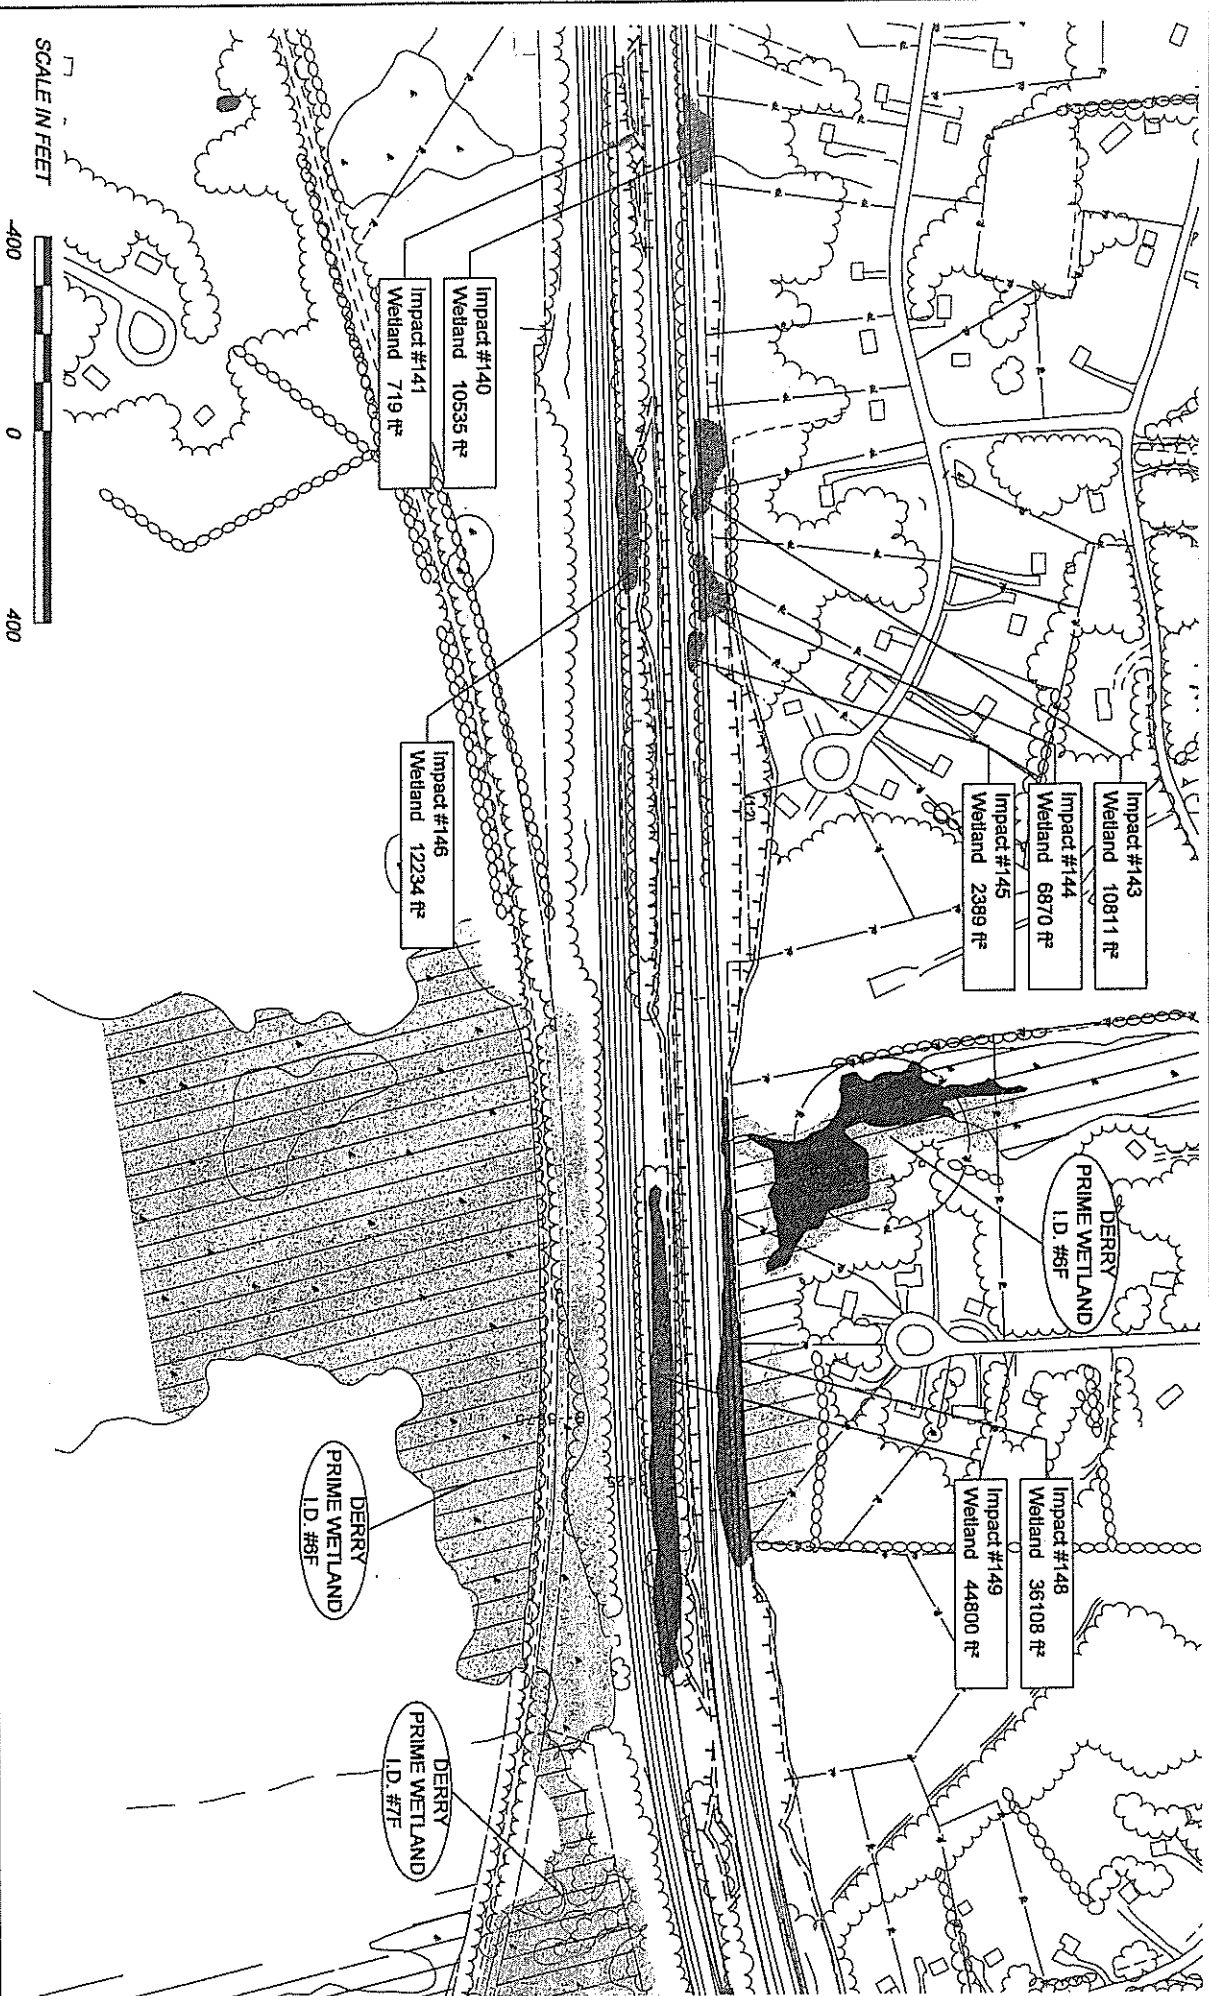 Impact #143
Wetland 10811 ft²
Impact #144
Wetland 6870 ft²
Impact #145
Wetland 2389 ft²
DERRY
PRIME WETLAND
I.D. #6F
Impact #148
Wetland 36108 ft²
Impact #149
Wetland 44800 ft²
Impact #140
Wetland 10535 ft²
Impact #141
Wetland 719 ft²
Impact #146
Wetland 12234 ft²
DERRY
PRIME WETLAND
I.D. #8F
DERRY
PRIME WETLAND
I.D. #7F
SCALE IN FEET
-400 0 400